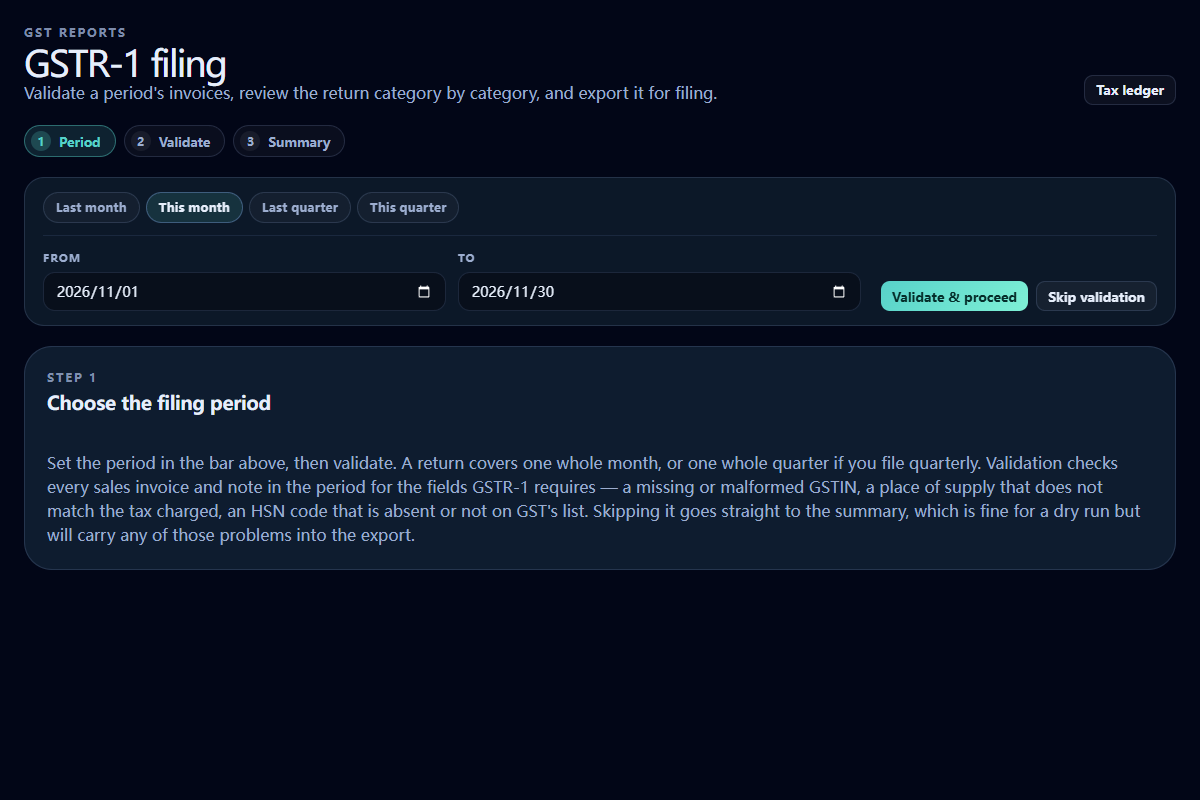 GST REPORTS
GSTR-1 filing
Validate a period's invoices, review the return category by category, and export it for filing.
Tax ledger
1 Period
2 Validate
3 Summary
Last month
This month
Last quarter
This quarter
FROM
TO
2026/11/01
2026/11/30
Validate & proceed
Skip validation
STEP 1
Choose the filing period
Set the period in the bar above, then validate. A return covers one whole month, or one whole quarter if you file quarterly. Validation checks
every sales invoice and note in the period for the fields GSTR-1 requires — a missing or malformed GSTIN, a place of supply that does not
match the tax charged, an HSN code that is absent or not on GST's list. Skipping it goes straight to the summary, which is fine for a dry run but
will carry any of those problems into the export.